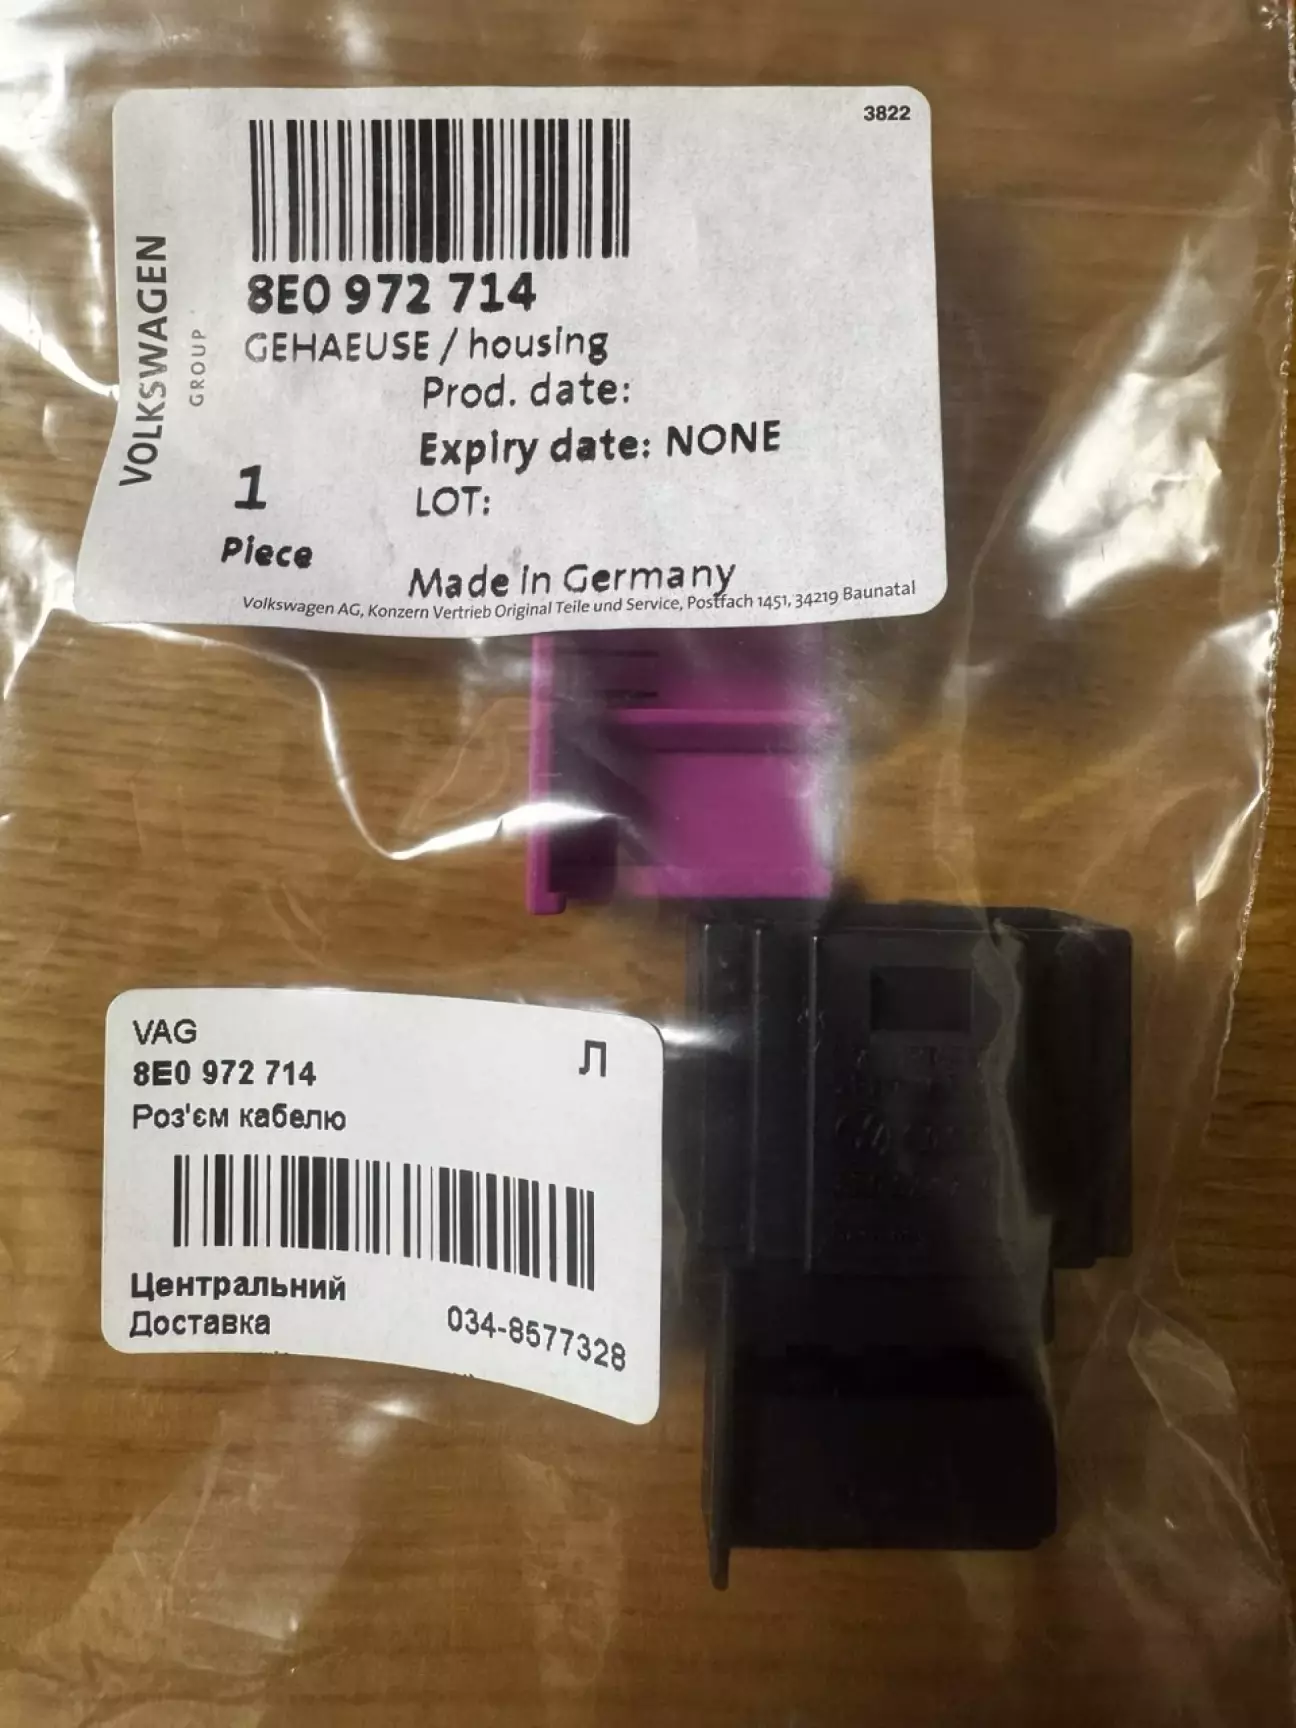 3822
VOLKSWAGEN
GROUP
8E0 972 714
GEHAEUSE / housing
Prod. date:
Expiry date: NONE
LOT:
1
Piece
Made in Germany
Volkswagen AG, Konzern Vertrieb Original Teile und Service, Postfach 1451, 34219 Baunatal
VAG
Л
8E0 972 714
Роз'єм кабелю
Центральний
Доставка
034-8577328